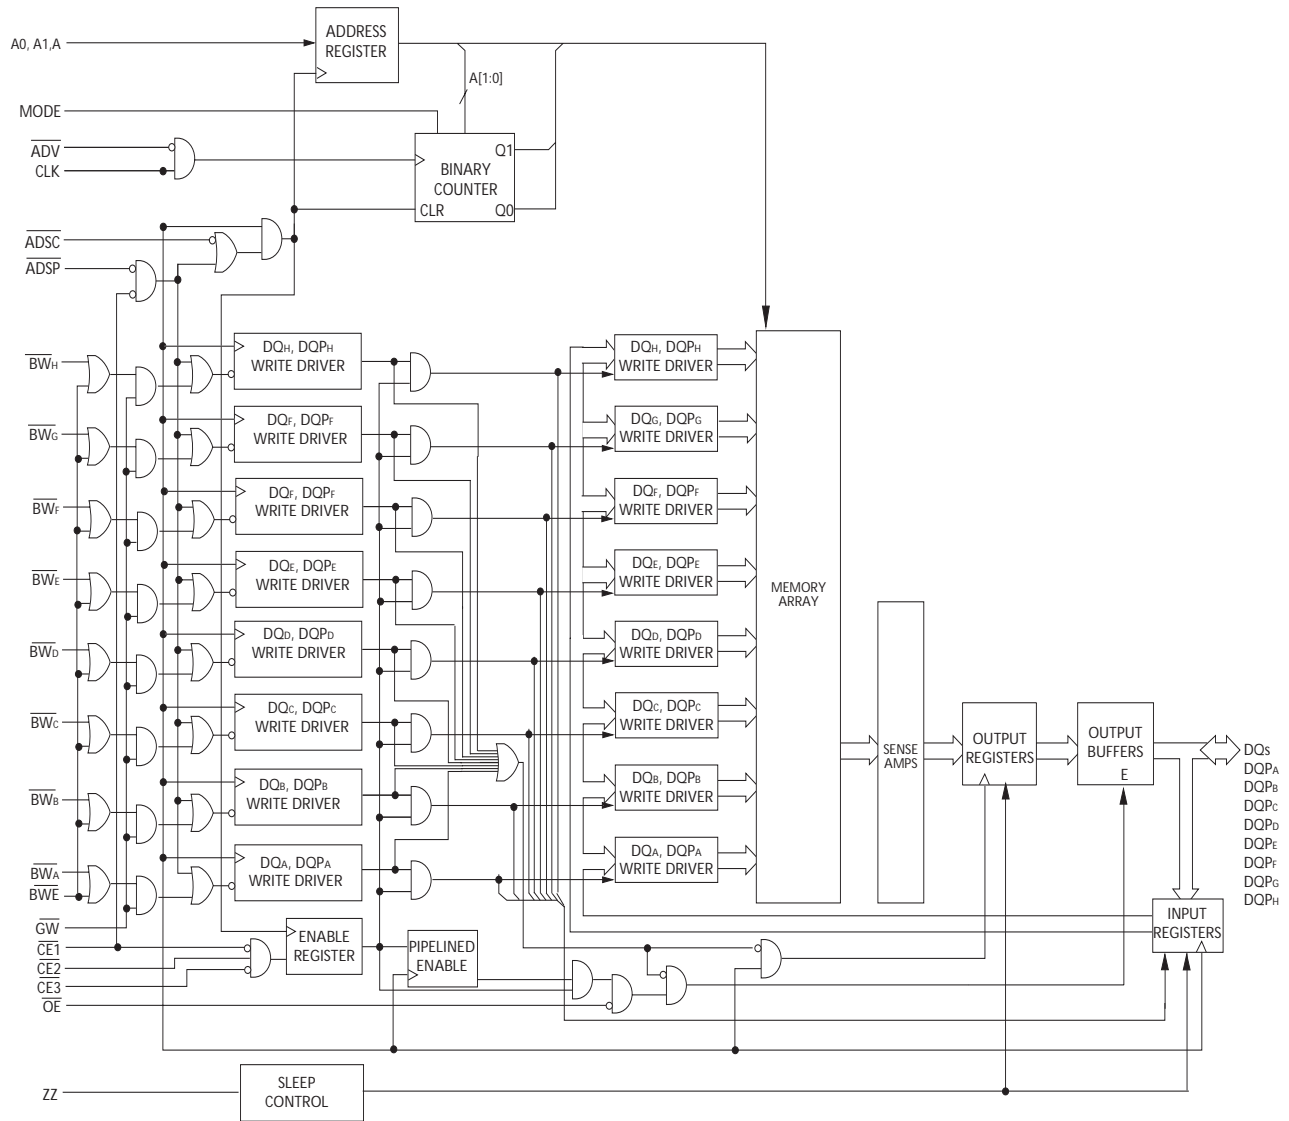 ADDRESS
REGISTER
A0, A1,A
A[1:0]
MODE
ADV
CLK
Q1
BINARY
COUNTER
CLR
Q0
ADSC
ADSP
BWH
DQH, DQPH
WRITE DRIVER
DQH, DQPH
WRITE DRIVER
BWG
DQF, DQPF
WRITE DRIVER
DQG, DQPG
WRITE DRIVER
BWF
DQF, DQPF
WRITE DRIVER
DQF, DQPF
WRITE DRIVER
BWE
DQE, DQPE
WRITE DRIVER
DQE, DQPE
WRITE DRIVER
MEMORY
ARRAY
BWD
DQD, DQPD
WRITE DRIVER
DQD, DQPD
WRITE DRIVER
BWC
DQC, DQPC
WRITE DRIVER
DQC, DQPC
WRITE DRIVER
SENSE
AMPS
OUTPUT
REGISTERS
OUTPUT
BUFFERS
E
DQs
DQPA
DQPB
DQPC
DQPD
DQPE
DQPF
DQPG
DQPH
BWB
DQB, DQPB
WRITE DRIVER
DQB, DQPB
WRITE DRIVER
BWA
BWE
DQA, DQPA
WRITE DRIVER
DQA, DQPA
WRITE DRIVER
GW
CE1
CE2
CE3
OE
ENABLE
REGISTER
PIPELINED
ENABLE
INPUT
REGISTERS
ZZ
SLEEP
CONTROL